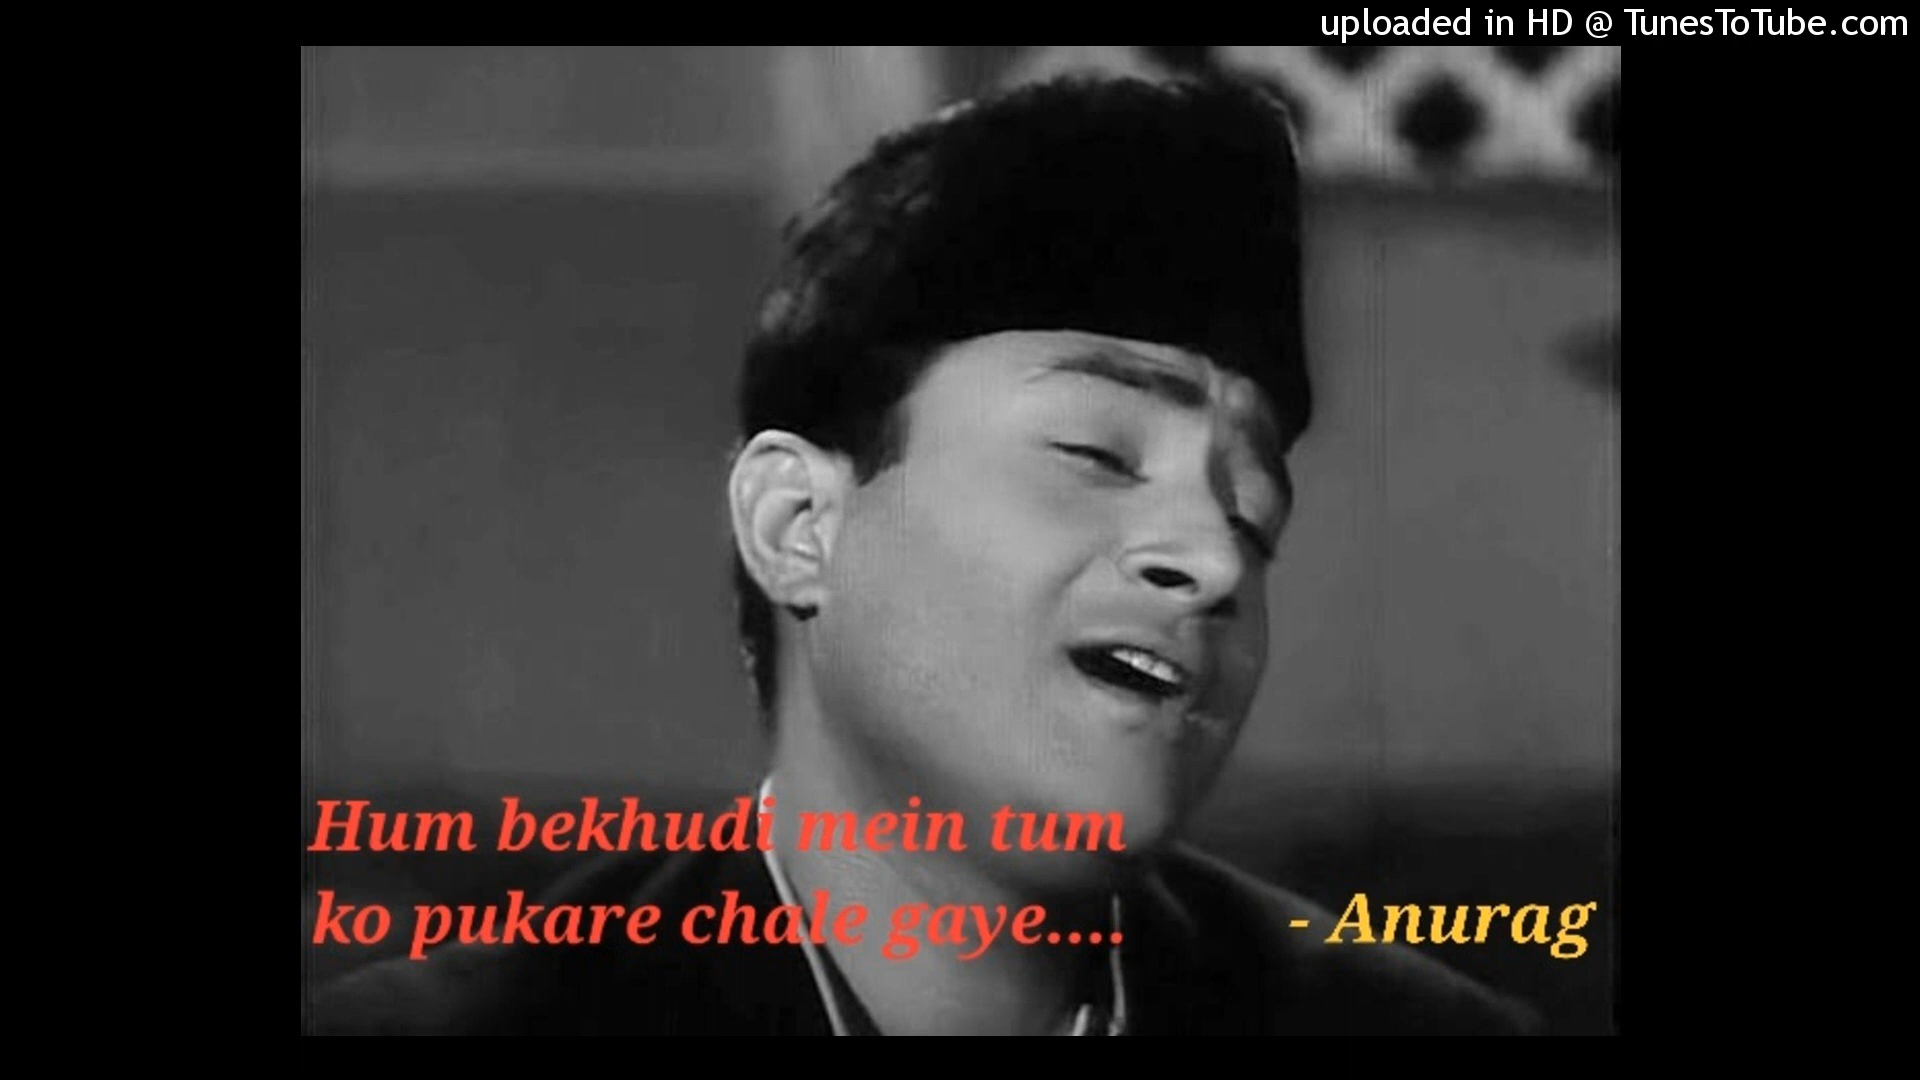 uploaded in HD @ TunesToTube.com
Hum bekhudi mein tum
ko pukare chale gaye....
- Anurag